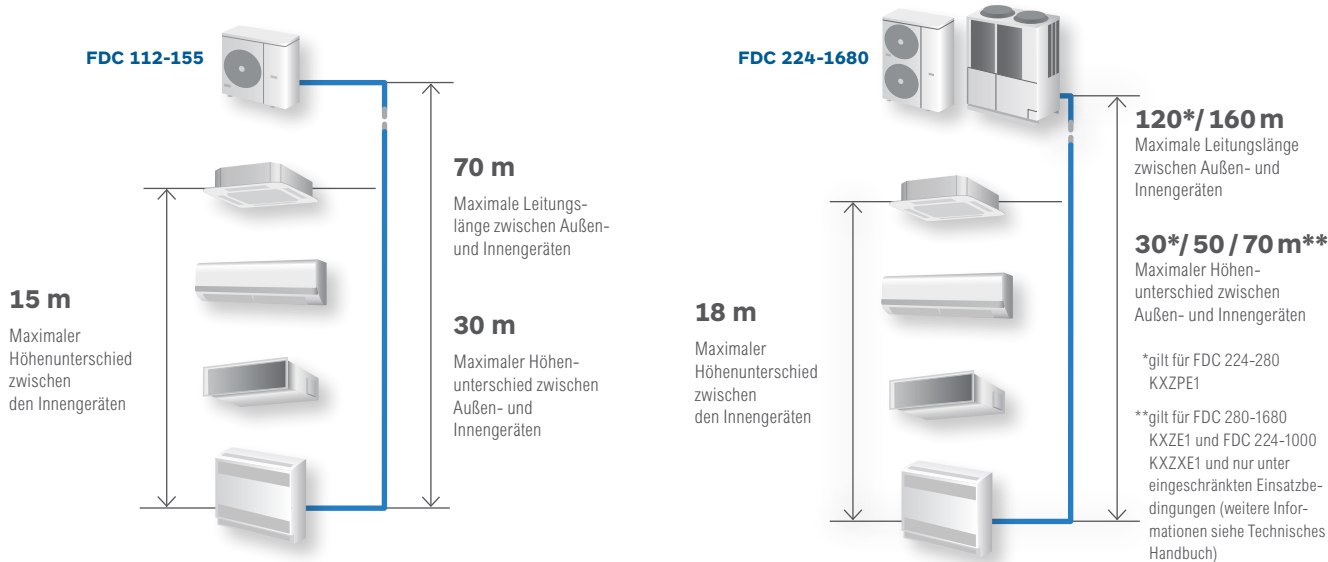 FDC 112-155
70 m
Maximale Leitungs-
länge zwischen Außen-
und Innengeräten
15 m
Maximaler
Höhenunterschied
zwischen
den Innengeräten
30 m
Maximaler Höhen-
unterschied zwischen
Außen- und
Innengeräten
FDC 224-1680
120*/ 160 m
Maximale Leitungslänge
zwischen Außen- und
Innengeräten
30*/ 50 / 70 m**
Maximaler Höhen-
unterschied zwischen
Außen- und Innengeräten
18 m
Maximaler
Höhenunterschied
zwischen
den Innengeräten
*gilt für FDC 224-280
KXZPE1
**gilt für FDC 280-1680
KXZE1 und FDC 224-1000
KXZXE1 und nur unter
eingeschränkten Einsatzbe-
dingungen (weitere Infor-
mationen siehe Technisches
Handbuch)